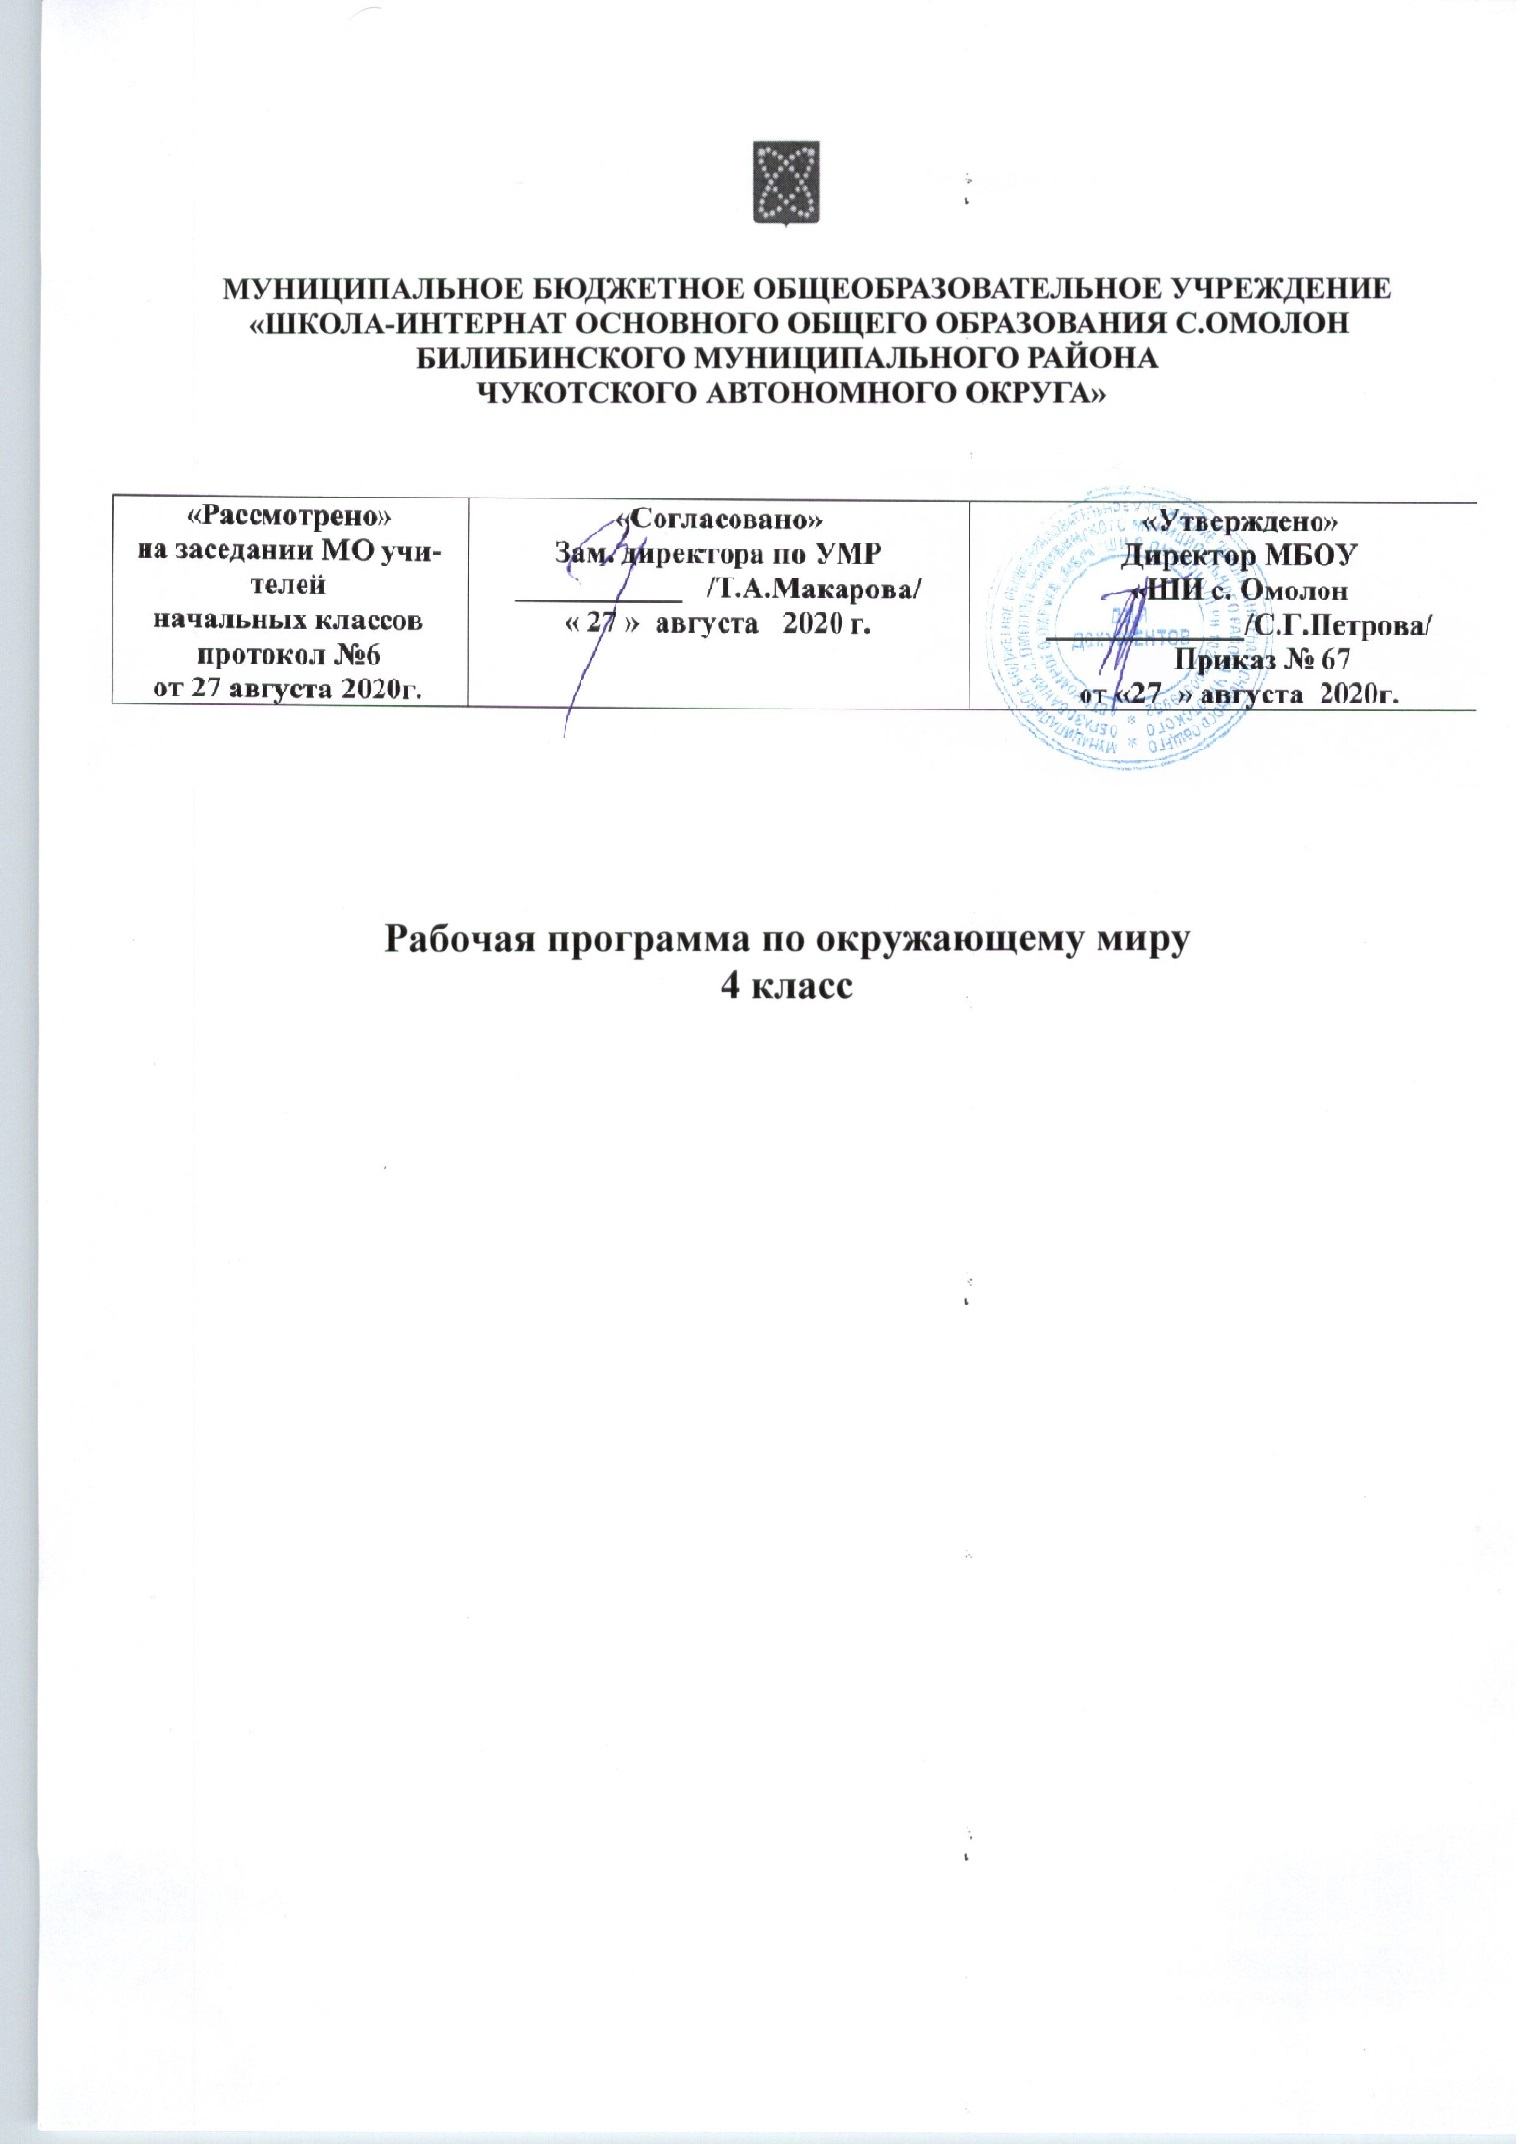 МУНИЦИПАЛЬНОЕ БЮДЖЕТНОЕ ОБЩЕОБРАЗОВАТЕЛЬНОЕ УЧРЕЖДЕНИЕ
«ШКОЛА-ИНТЕРНАТ ОСНОВНОГО ОБЩЕГО ОБРАЗОВАНИЯ С.ОМОЛОН
БИЛИБИНСКОГО МУНИЦИПАЛЬНОГО РАЙОНА
ЧУКОТСКОГО АВТОНОМНОГО ОКРУГА»
«Рассмотрено»
на заседании МО учи-
телей
начальных классов
протокол №6
от 27 августа 2020г.
«Согласовано»
Зам. директора по УМР
____________ /Т.А.Макарова/
« 27 » августа 2020 г.
«Утверждено»
Директор МБОУ
«ШИ с. Омолон
______________/С.Г.Петрова/
Приказ № 67
от «27 » августа 2020г.
ДОКУМЕНТОВ
Рабочая программа по окружающему миру
4 класс